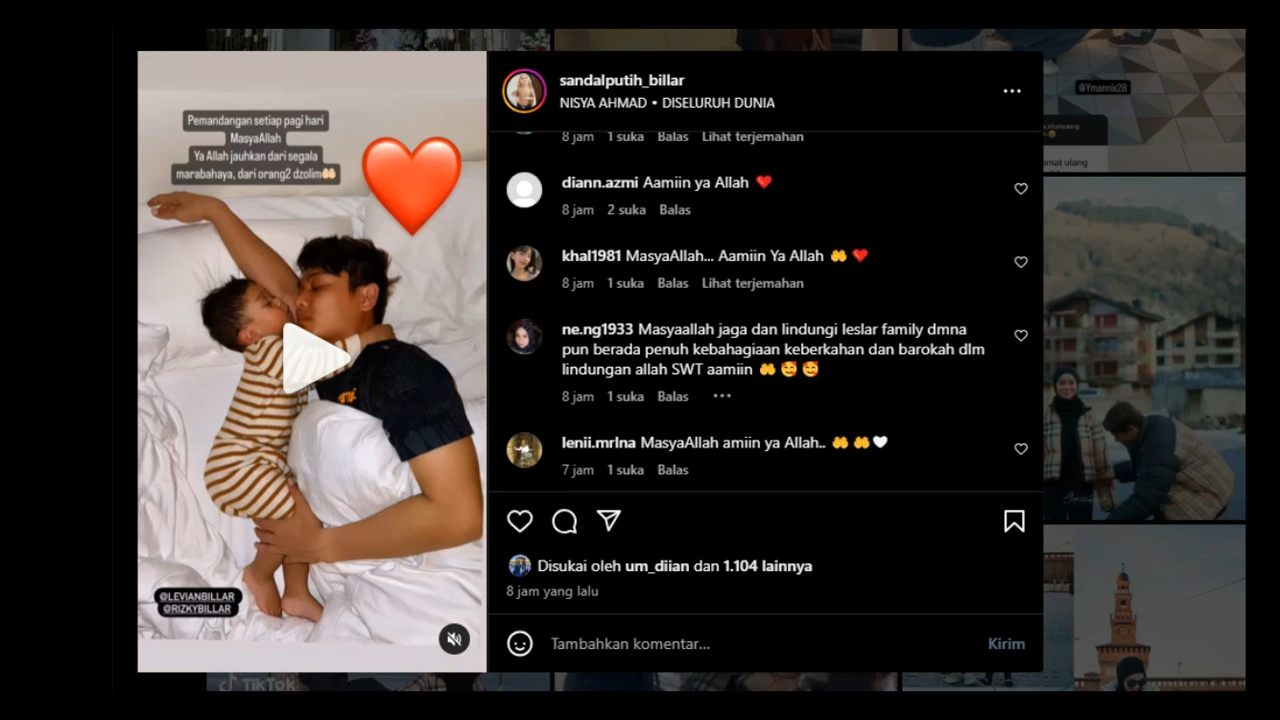 Pemandangan setiap pagi hari
MasyaAllah
Ya Allah jauhkan dari segala
marabahaya, dari orang2 dzolim🤲
@LEVIANBILLAR
@RIZKYBILLAR
sandalputih_billar
NISYA AHMAD • DISELURUH DUNIA
8 jam 1 suka Balas Lihat terjemahan
diann.azmi Aamiin ya Allah ❤️
8 jam 2 suka Balas
khal1981 MasyaAllah... Aamiin Ya Allah 🤲 ❤️
8 jam 1 suka Balas Lihat terjemahan
ne.ng1933 Masyaallah jaga dan lindungi leslar family dmna
pun berada penuh kebahagiaan keberkahan dan barokah dlm
lindungan allah SWT aamiin 🤲 🥰 🥰
8 jam 1 suka Balas
lenii.mrlna MasyaAllah amiin ya Allah.. 🤲 🤲🤍
7 jam 1 suka Balas
Disukai oleh um_diian dan 1.104 lainnya
8 jam yang lalu
Tambahkan komentar...
Kirim
@Ymannix28
amat ulang
TikTok